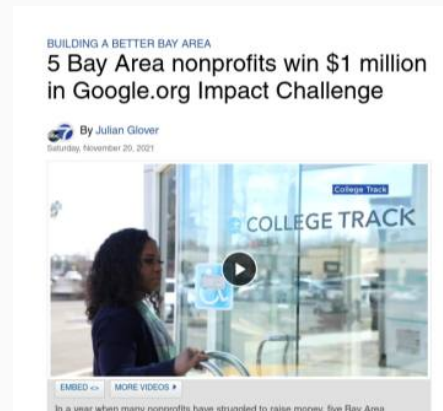 BUILDING A BETTER BAY AREA
5 Bay Area nonprofits win $1 million
in Google.org Impact Challenge
7 By Julian Glover
Saturday, November 20, 2021
College Track
COLLEGE TRACK
EMBED <> MORE VIDEOS
In a year when many nonprofits have struggled to raise money, five Bay Area